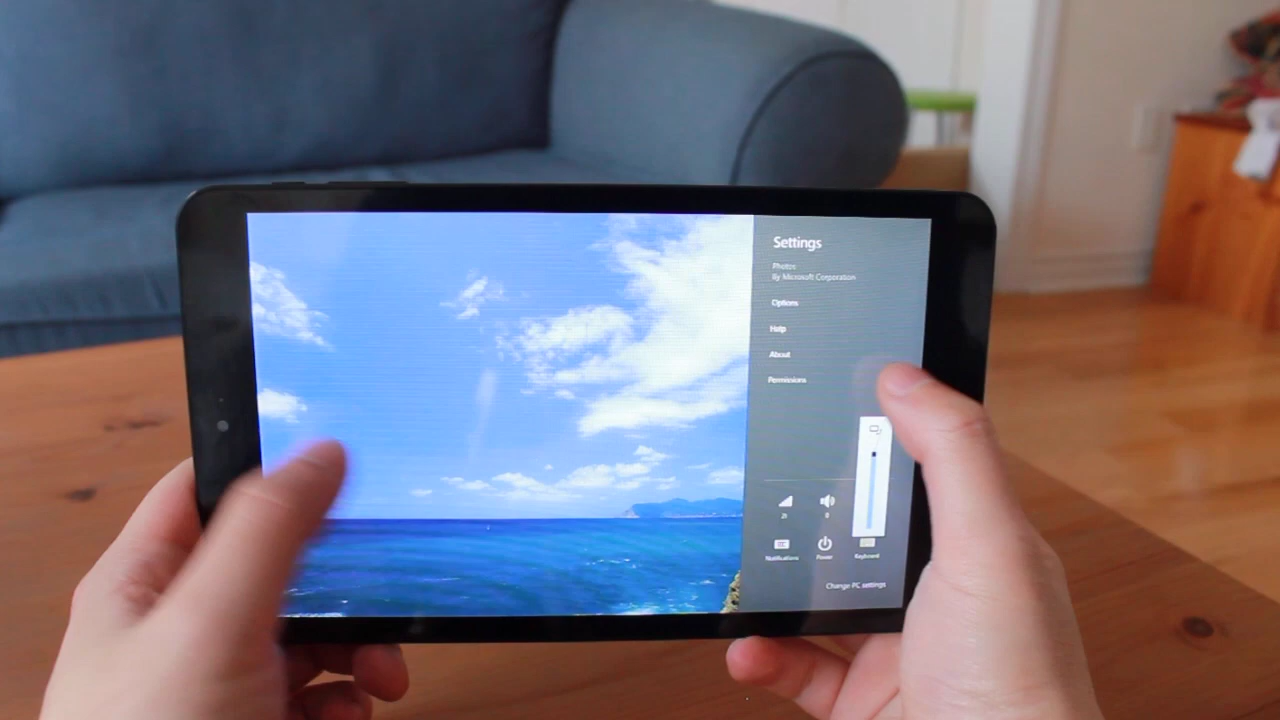 Settings
Photos
By Microsoft Corporation
Options
Help
About
Permissions
Notifications
Power
Keyboard
Change PC settings